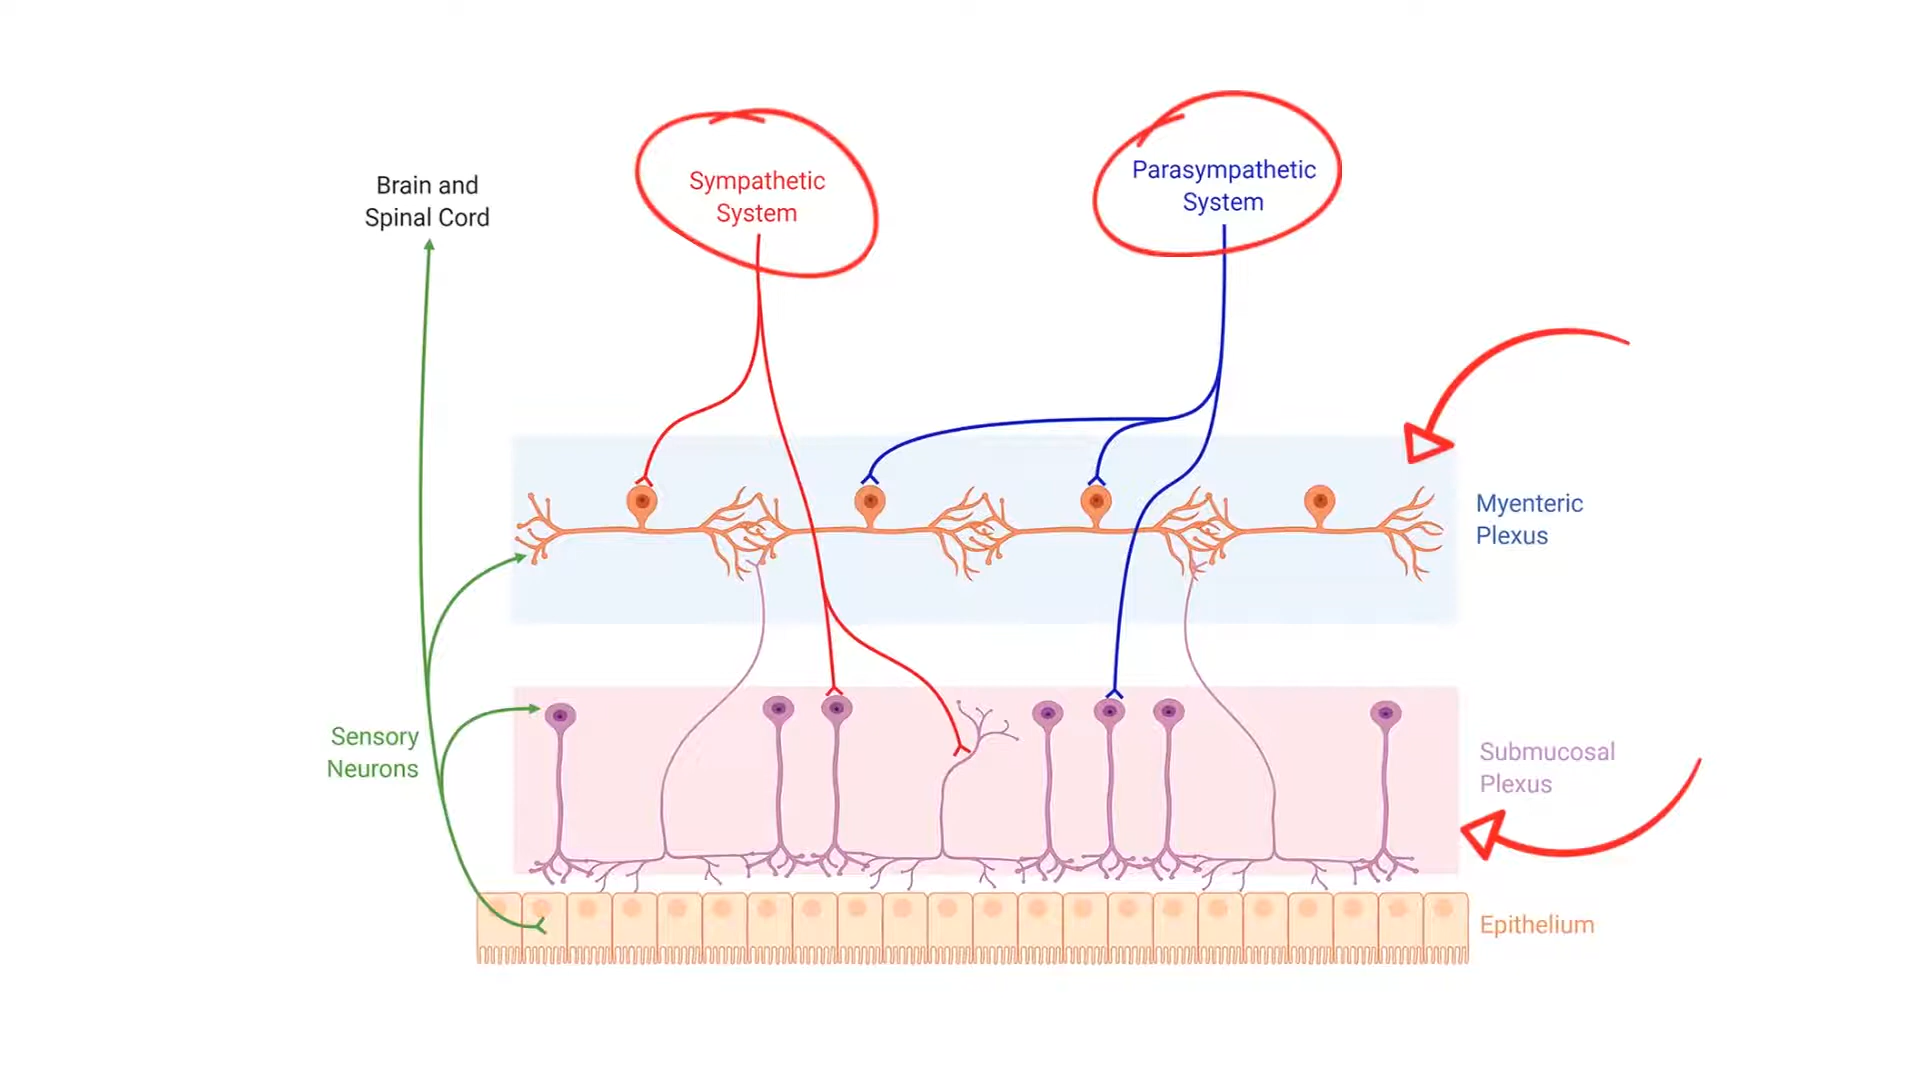 Brain and
Spinal Cord
Sympathetic
System
Parasympathetic
System
Myenteric
Plexus
Sensory
Neurons
Submucosal
Plexus
Epithelium